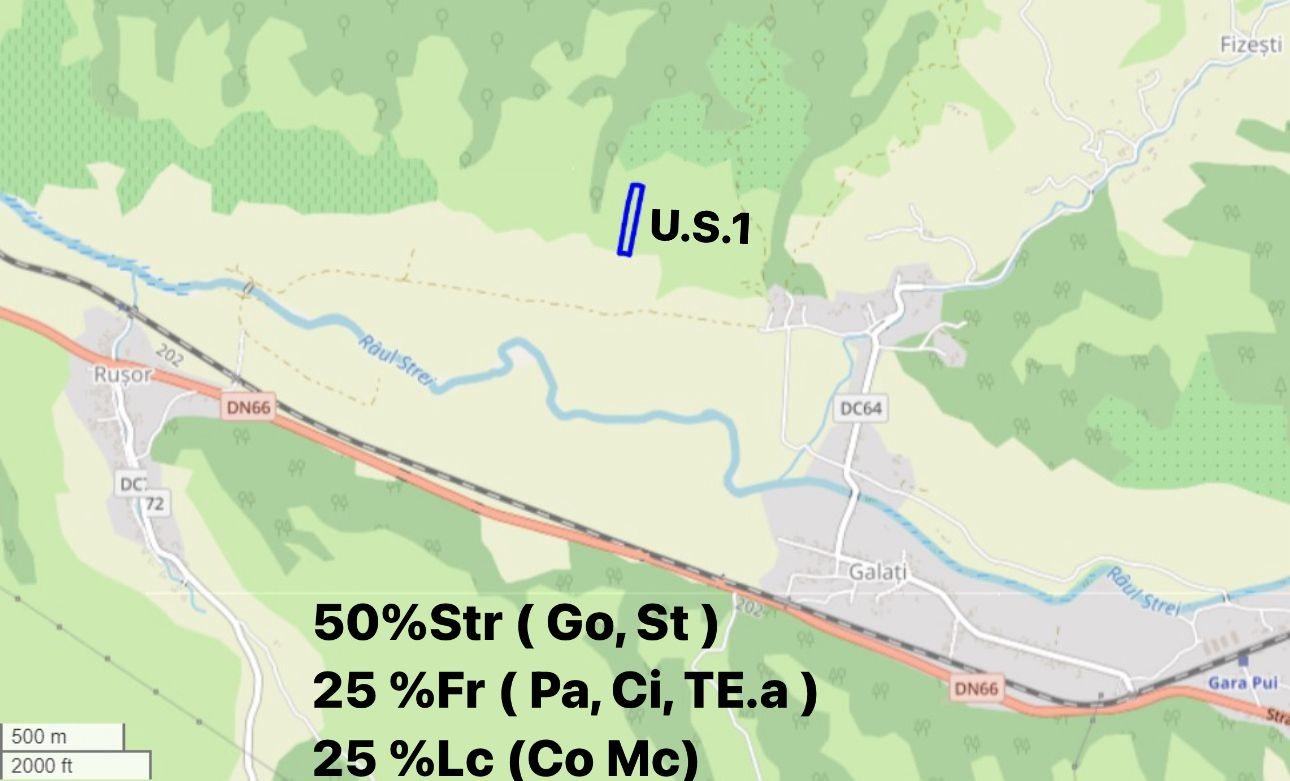 Fizești
U.S.1
Râul Strei
202
Rușor
DN66
DC64
DC
72
Galați
Râul Strei
50%Str ( Go, St )
202
25 %Fr ( Pa, Ci, TE.a )
DN66
Gara Pui
Stra
500 m
25 %Lc (Co Mc)
2000 ft